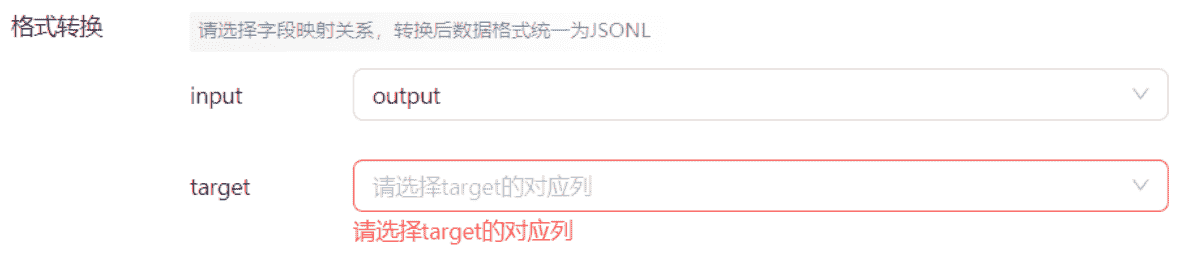 格式转换
请选择字段映射关系，转换后数据格式统一为JSONL
input
output
target
请选择target的对应列
请选择target的对应列